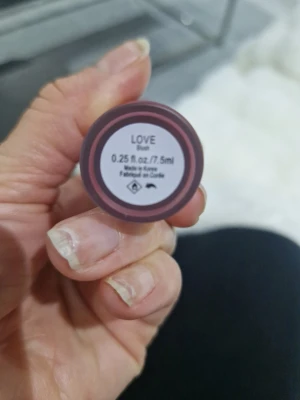 LOVE
Blush
0.25 fl.oz./7.5ml
Made in Korea
Fabriqué en Corée